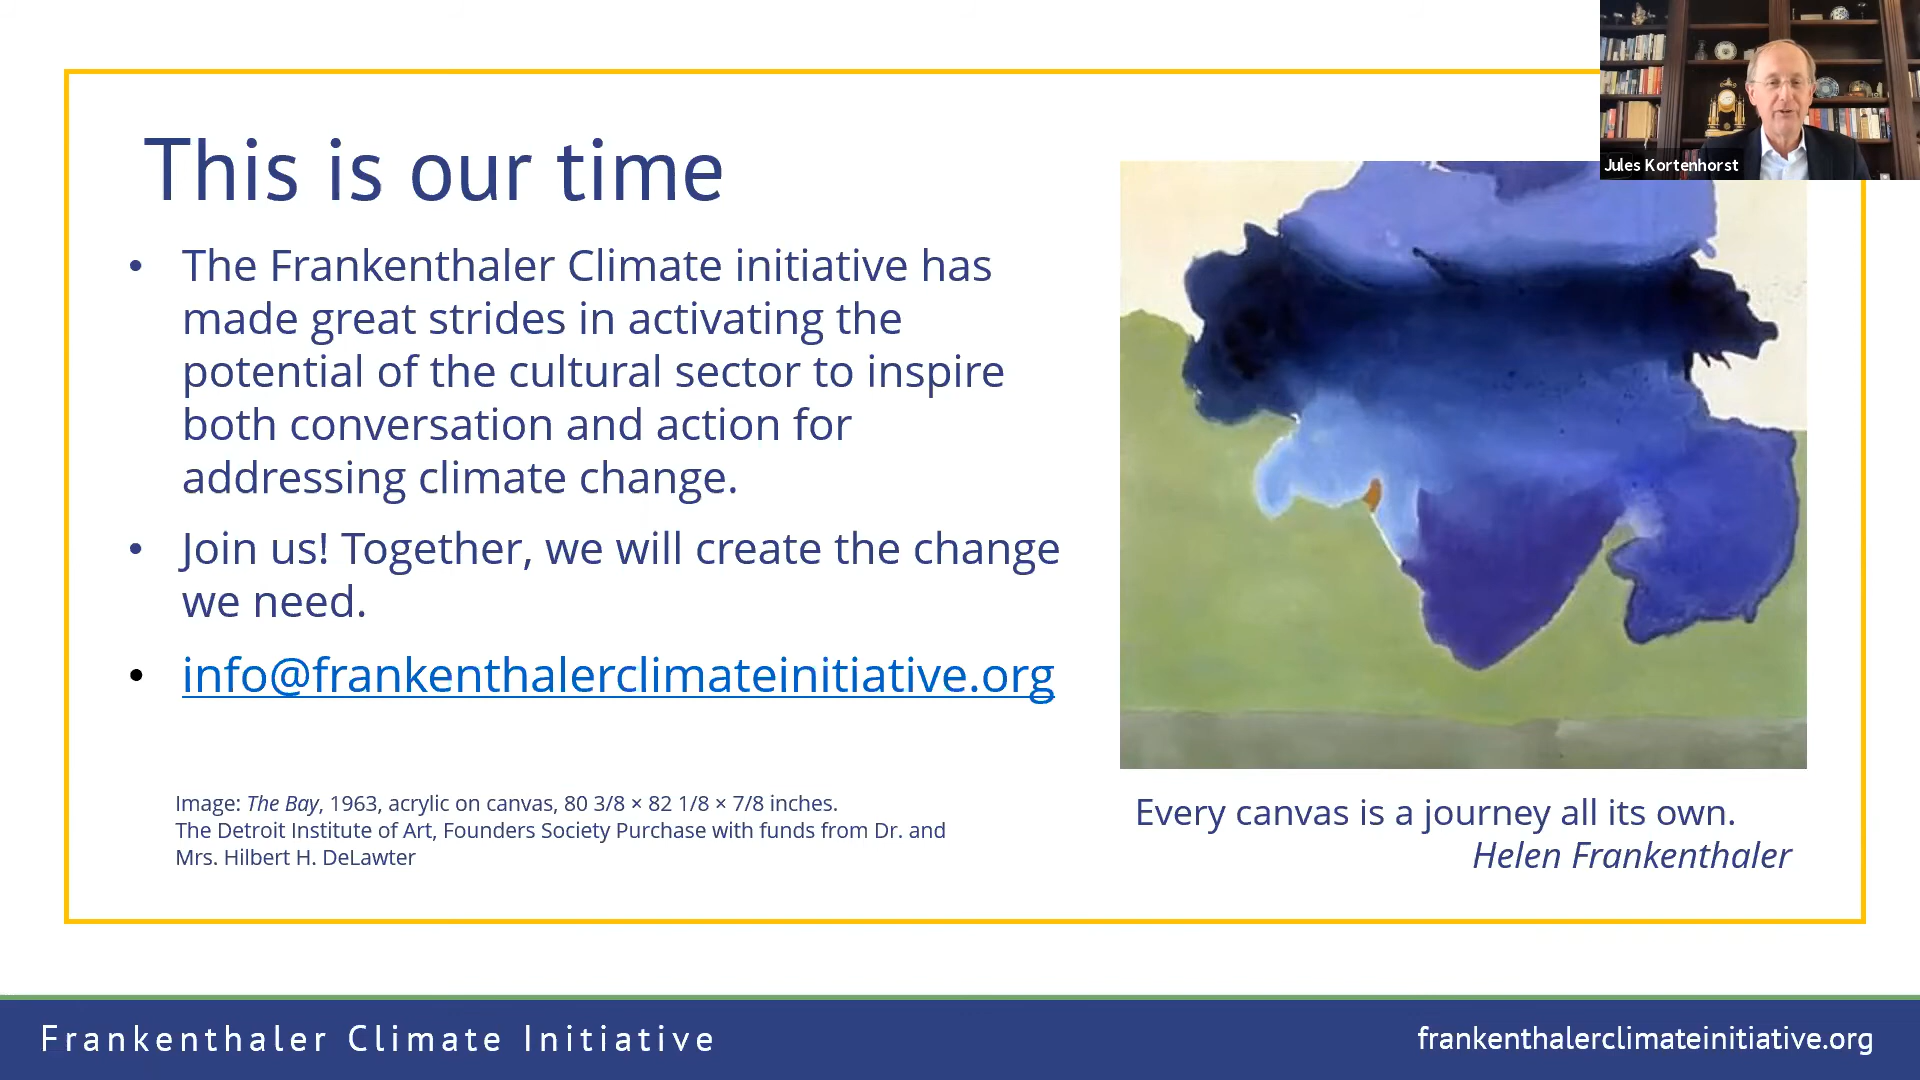 Jules Kortenhorst
This is our time
• The Frankenthaler Climate initiative has
made great strides in activating the
potential of the cultural sector to inspire
both conversation and action for
addressing climate change.
• Join us! Together, we will create the change
we need.
• info@frankenthalerclimateinitiative.org
Image: The Bay, 1963, acrylic on canvas, 80 3/8 × 82 1/8 × 7/8 inches.
The Detroit Institute of Art, Founders Society Purchase with funds from Dr. and
Mrs. Hilbert H. DeLawter
Every canvas is a journey all its own.
Helen Frankenthaler
Frankenthaler Climate Initiative
frankenthalerclimateinitiative.org